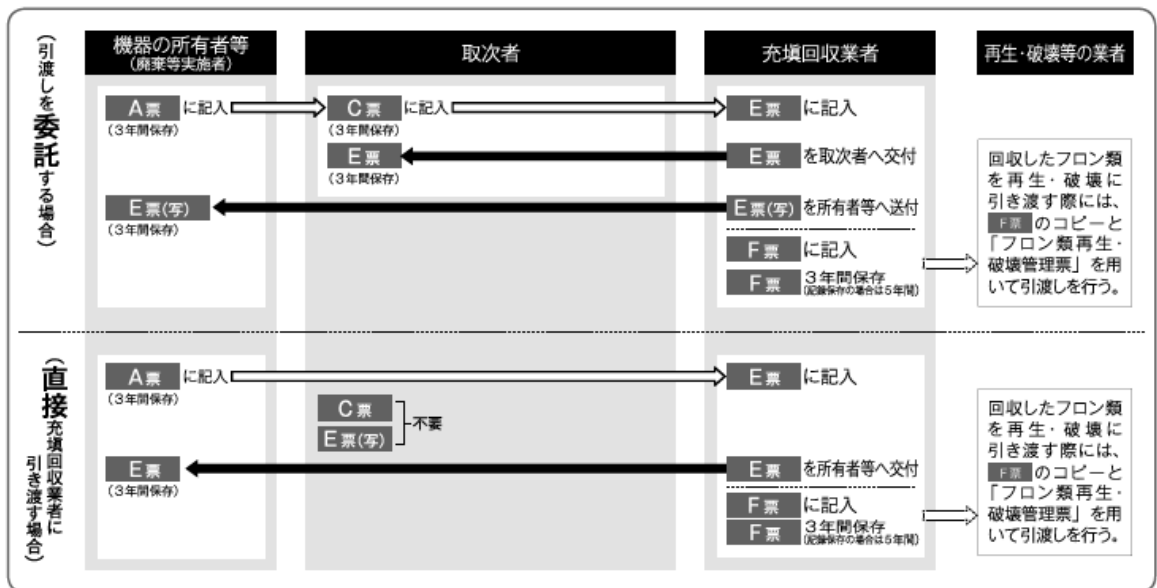 機器の所有者等
(廃棄等実施者)
取次者
充填回収業者
再生・破壊等の業者
(引渡しを委託する場合)
A票 に記入
(3年間保存)
C票 に記入
(3年間保存)
E票 に記入
E票
(3年間保存)
E票 を取次者へ交付
E票(写)
(3年間保存)
E票(写) を所有者等へ送付
F票 に記入
F票 3年間保存
(記録保存の場合は5年間)
回収したフロン類
を再生・破壊に
引き渡す際には、
F票 のコピーと
「フロン類再生・
破壊管理票」を用
いて引渡しを行う。
(直接充填回収業者に
引き渡す場合)
A票 に記入
(3年間保存)
E票 に記入
C票
E票(写)
不要
E票
(3年間保存)
E票 を所有者等へ交付
F票 に記入
F票 3年間保存
(記録保存の場合は5年間)
回収したフロン類
を再生・破壊に
引き渡す際には、
F票 のコピーと
「フロン類再生・
破壊管理票」を用
いて引渡しを行う。